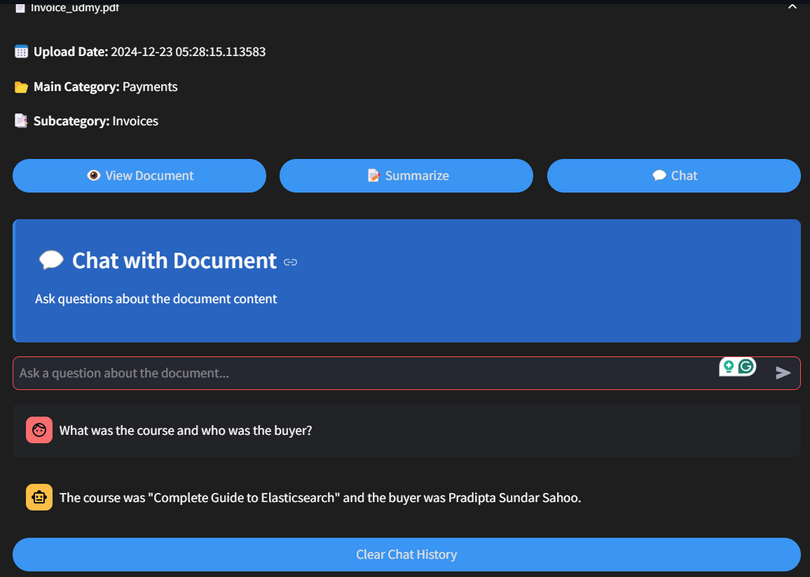 Invoice_udmy.pdf
Upload Date: 2024-12-23 05:28:15.113583
Main Category: Payments
Subcategory: Invoices
View Document
Summarize
Chat
Chat with Document
Ask questions about the document content
Ask a question about the document...
What was the course and who was the buyer?
The course was "Complete Guide to Elasticsearch" and the buyer was Pradipta Sundar Sahoo.
Clear Chat History